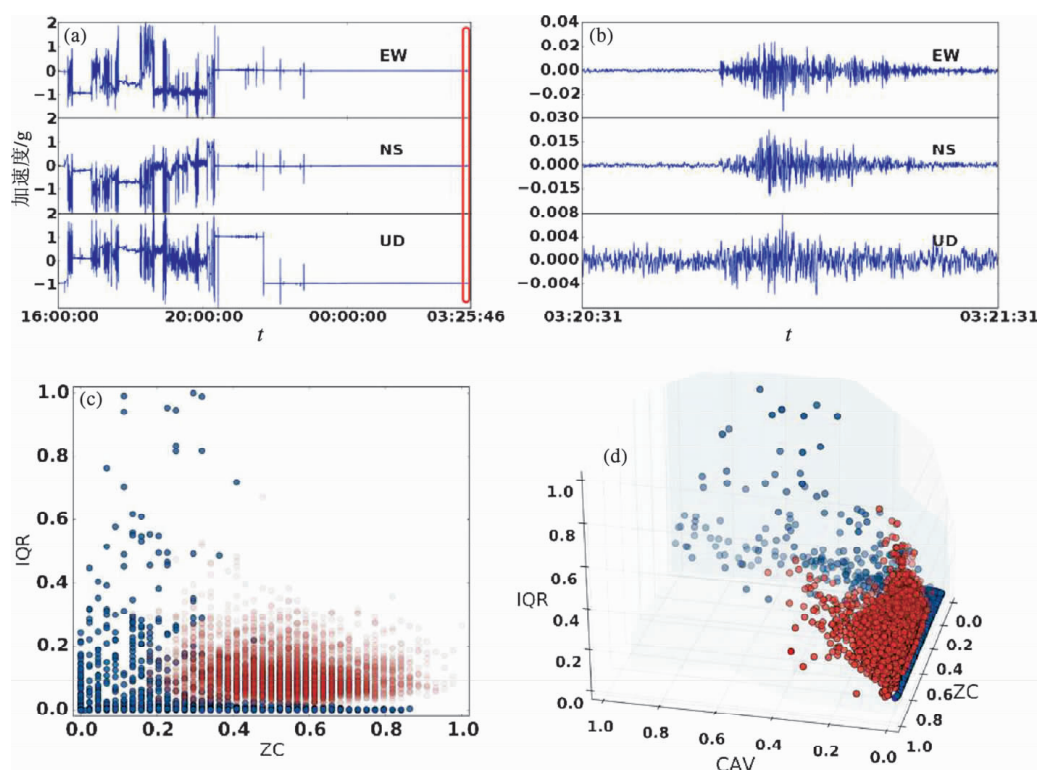 (a)
2
1
0
−1
EW
2
1
0
−1
NS
2
1
0
−1
UD
加速度/g
16:00:00 20:00:00 00:00:00 03:25:46
t
(b)
0.04
0.02
0.00
−0.02
EW
0.030
0.015
0.000
−0.015
NS
0.008
0.004
0.000
−0.004
UD
03:20:31 03:21:31
t
(c)
1.0
0.8
0.6
0.4
0.2
0.0
IQR
0.0 0.2 0.4 0.6 0.8 1.0
ZC
(d)
1.0
0.8
0.6
0.4
0.2
0.0
IQR
1.0 0.8 0.6 0.4 0.2 0.0
CAV
0.0
0.2
0.4
0.6
0.8
1.0
ZC